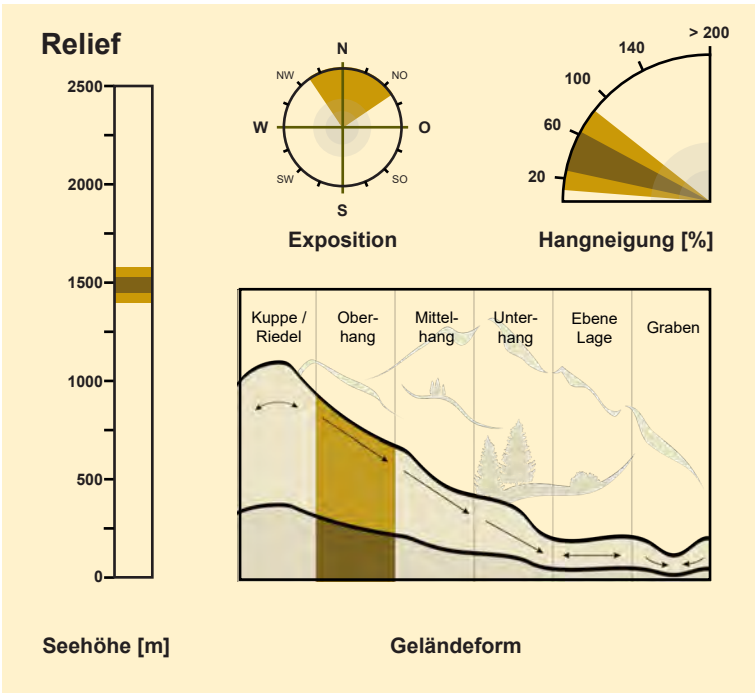 Relief
2500
2000
1500
1000
500
0
Seehöhe [m]
N
NW
NO
W
O
SW
SO
S
Exposition
> 200
140
100
60
20
Hangneigung [%]
Kuppe /
Riedel
Ober-
hang
Mittel-
hang
Unter-
hang
Ebene
Lage
Graben
Geländeform